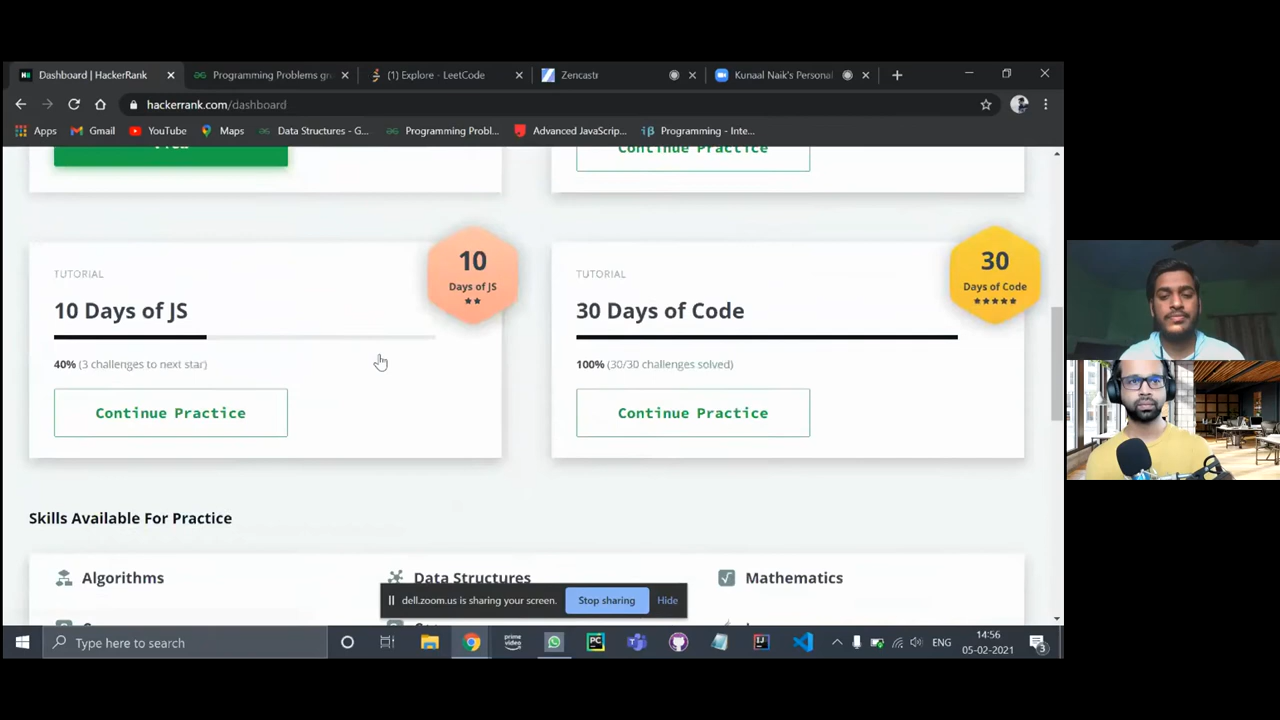 Dashboard | HackerRank
Programming Problems
(1) Explore - LeetCode
Zencastr
Kunaal Naik's Personal
hackerrank.com/dashboard
Apps
Gmail
YouTube
Maps
Data Structures - G...
Programming Probl...
Advanced JavaScrip...
Programming - Inte...
Continue Practice
TUTORIAL
10 Days of JS
10
Days of JS
40% (3 challenges to next star)
Continue Practice
TUTORIAL
30 Days of Code
30
Days of Code
100% (30/30 challenges solved)
Continue Practice
Skills Available For Practice
Algorithms
Data Structures
Mathematics
dell.zoom.us is sharing your screen.
Stop sharing
Hide
Type here to search
prime video
ENG
14:56
05-02-2021
3